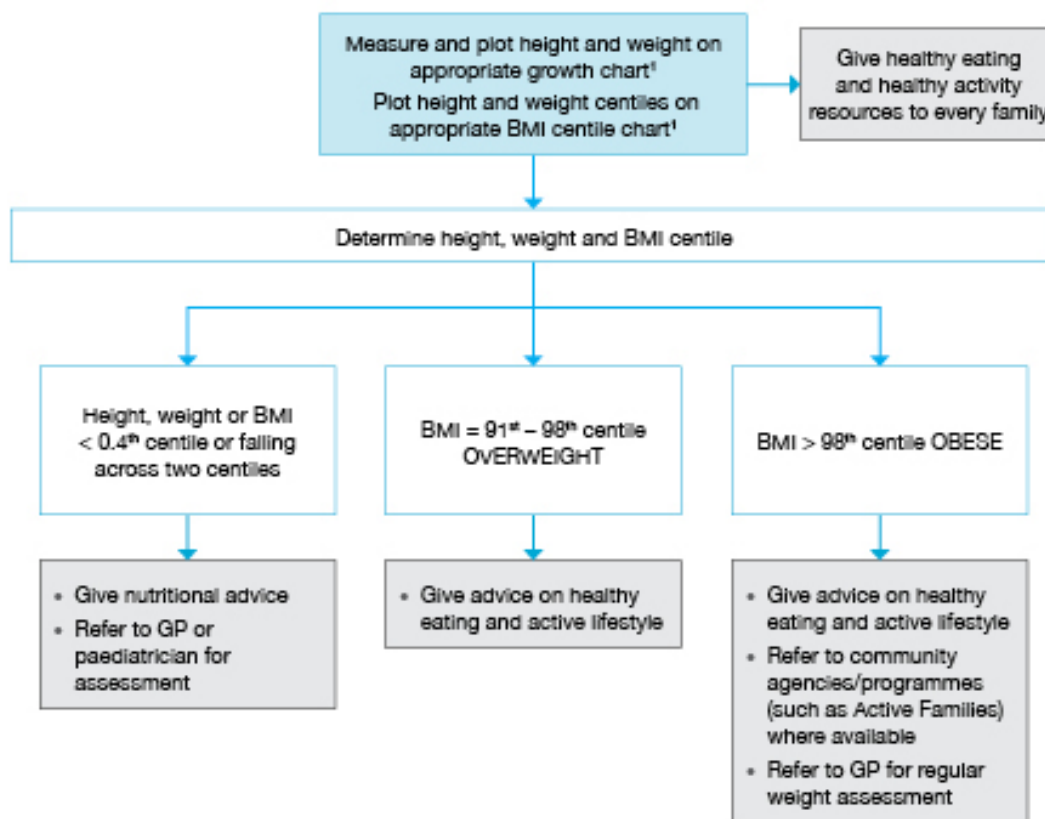 Measure and plot height and weight on
appropriate growth chart¹
Plot height and weight centiles on
appropriate BMI centile chart¹
Give healthy eating
and healthy activity
resources to every family
Determine height, weight and BMI centile
Height, weight or BMI
< 0.4th centile or falling
across two centiles
BMI = 91st – 98th centile
OVERWEIGHT
BMI > 98th centile OBESE
• Give nutritional advice
• Refer to GP or
paediatrician for
assessment
• Give advice on healthy
eating and active lifestyle
• Give advice on healthy
eating and active lifestyle
• Refer to community
agencies/programmes
(such as Active Families)
where available
• Refer to GP for regular
weight assessment